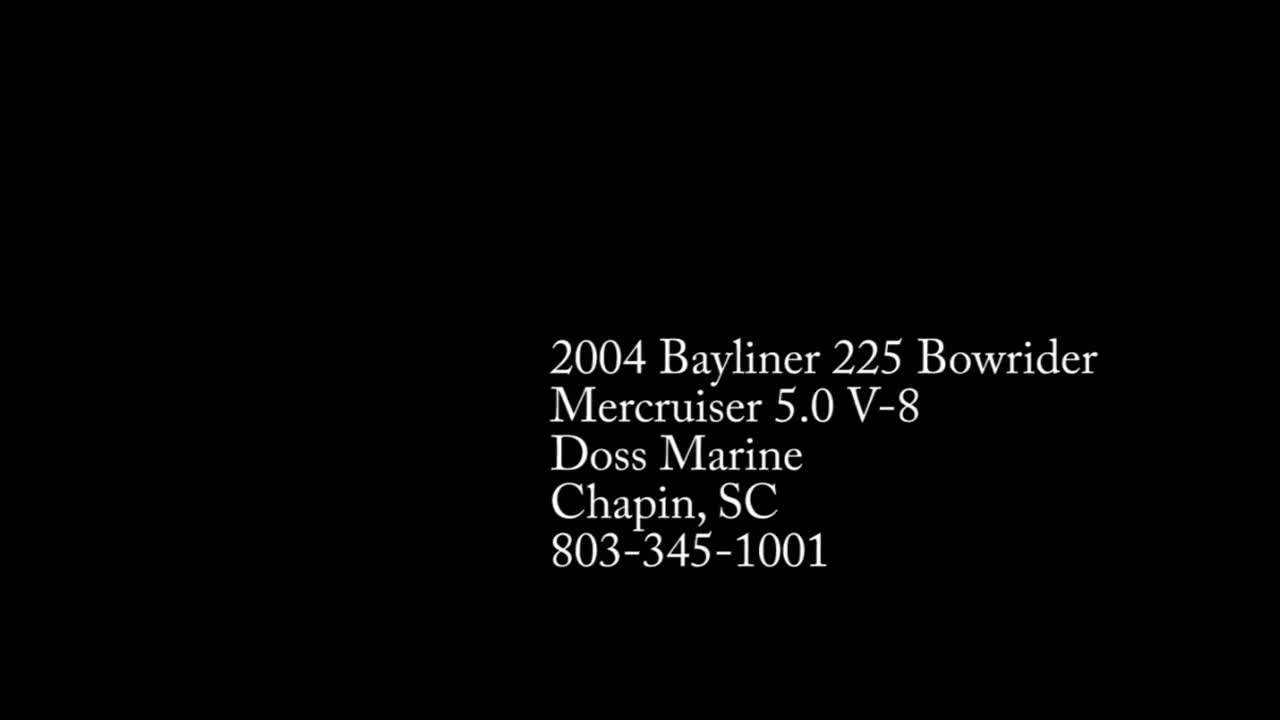 2004 Bayliner 225 Bowrider
Mercruiser 5.0 V-8
Doss Marine
Chapin, SC
803-345-1001